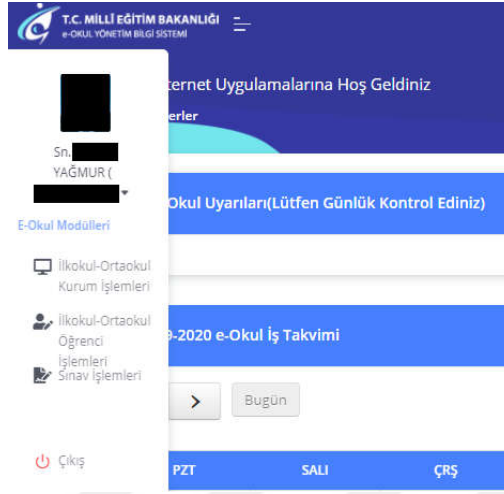 T.C. MİLLÎ EĞİTİM BAKANLIĞI
e-OKUL YÖNETİM BİLGİ SİSTEMİ
ternet Uygulamalarına Hoş Geldiniz
erler
Sn.
YAĞMUR (
Okul Uyarıları(Lütfen Günlük Kontrol Ediniz)
E-Okul Modülleri
İlkokul-Ortaokul
Kurum İşlemleri
İlkokul-Ortaokul
Öğrenci
İşlemleri
Sınav İşlemleri
9-2020 e-Okul İş Takvimi
> Bugün
Çıkış
PZT SALI ÇRŞ